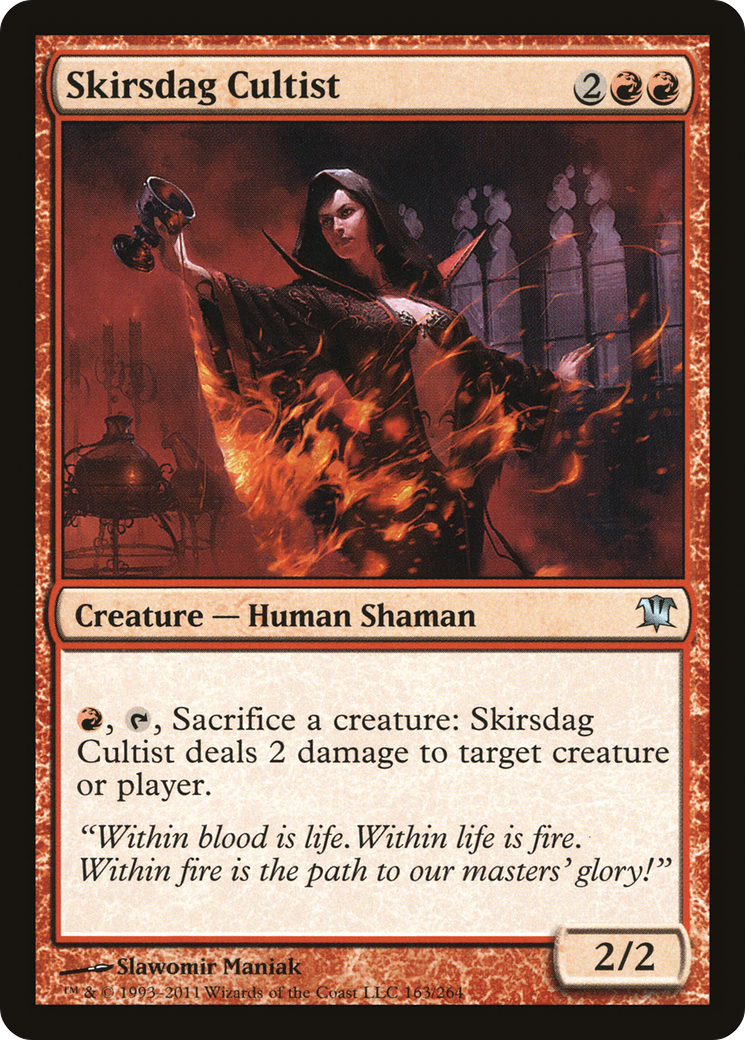 Skirsdag Cultist 2
Creature — Human Shaman
, , Sacrifice a creature: Skirsdag
Cultist deals 2 damage to target creature
or player.
“Within blood is life. Within life is fire.
Within fire is the path to our masters’ glory!”
2/2
Slawomir Maniak
™ & © 1993–2011 Wizards of the Coast LLC 163/264